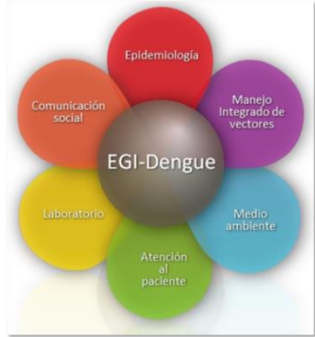 Epidemiología
Manejo
Integrado de
vectores
Medio
ambiente
Atención
al
paciente
Laboratorio
Comunicación
social
EGI-Dengue